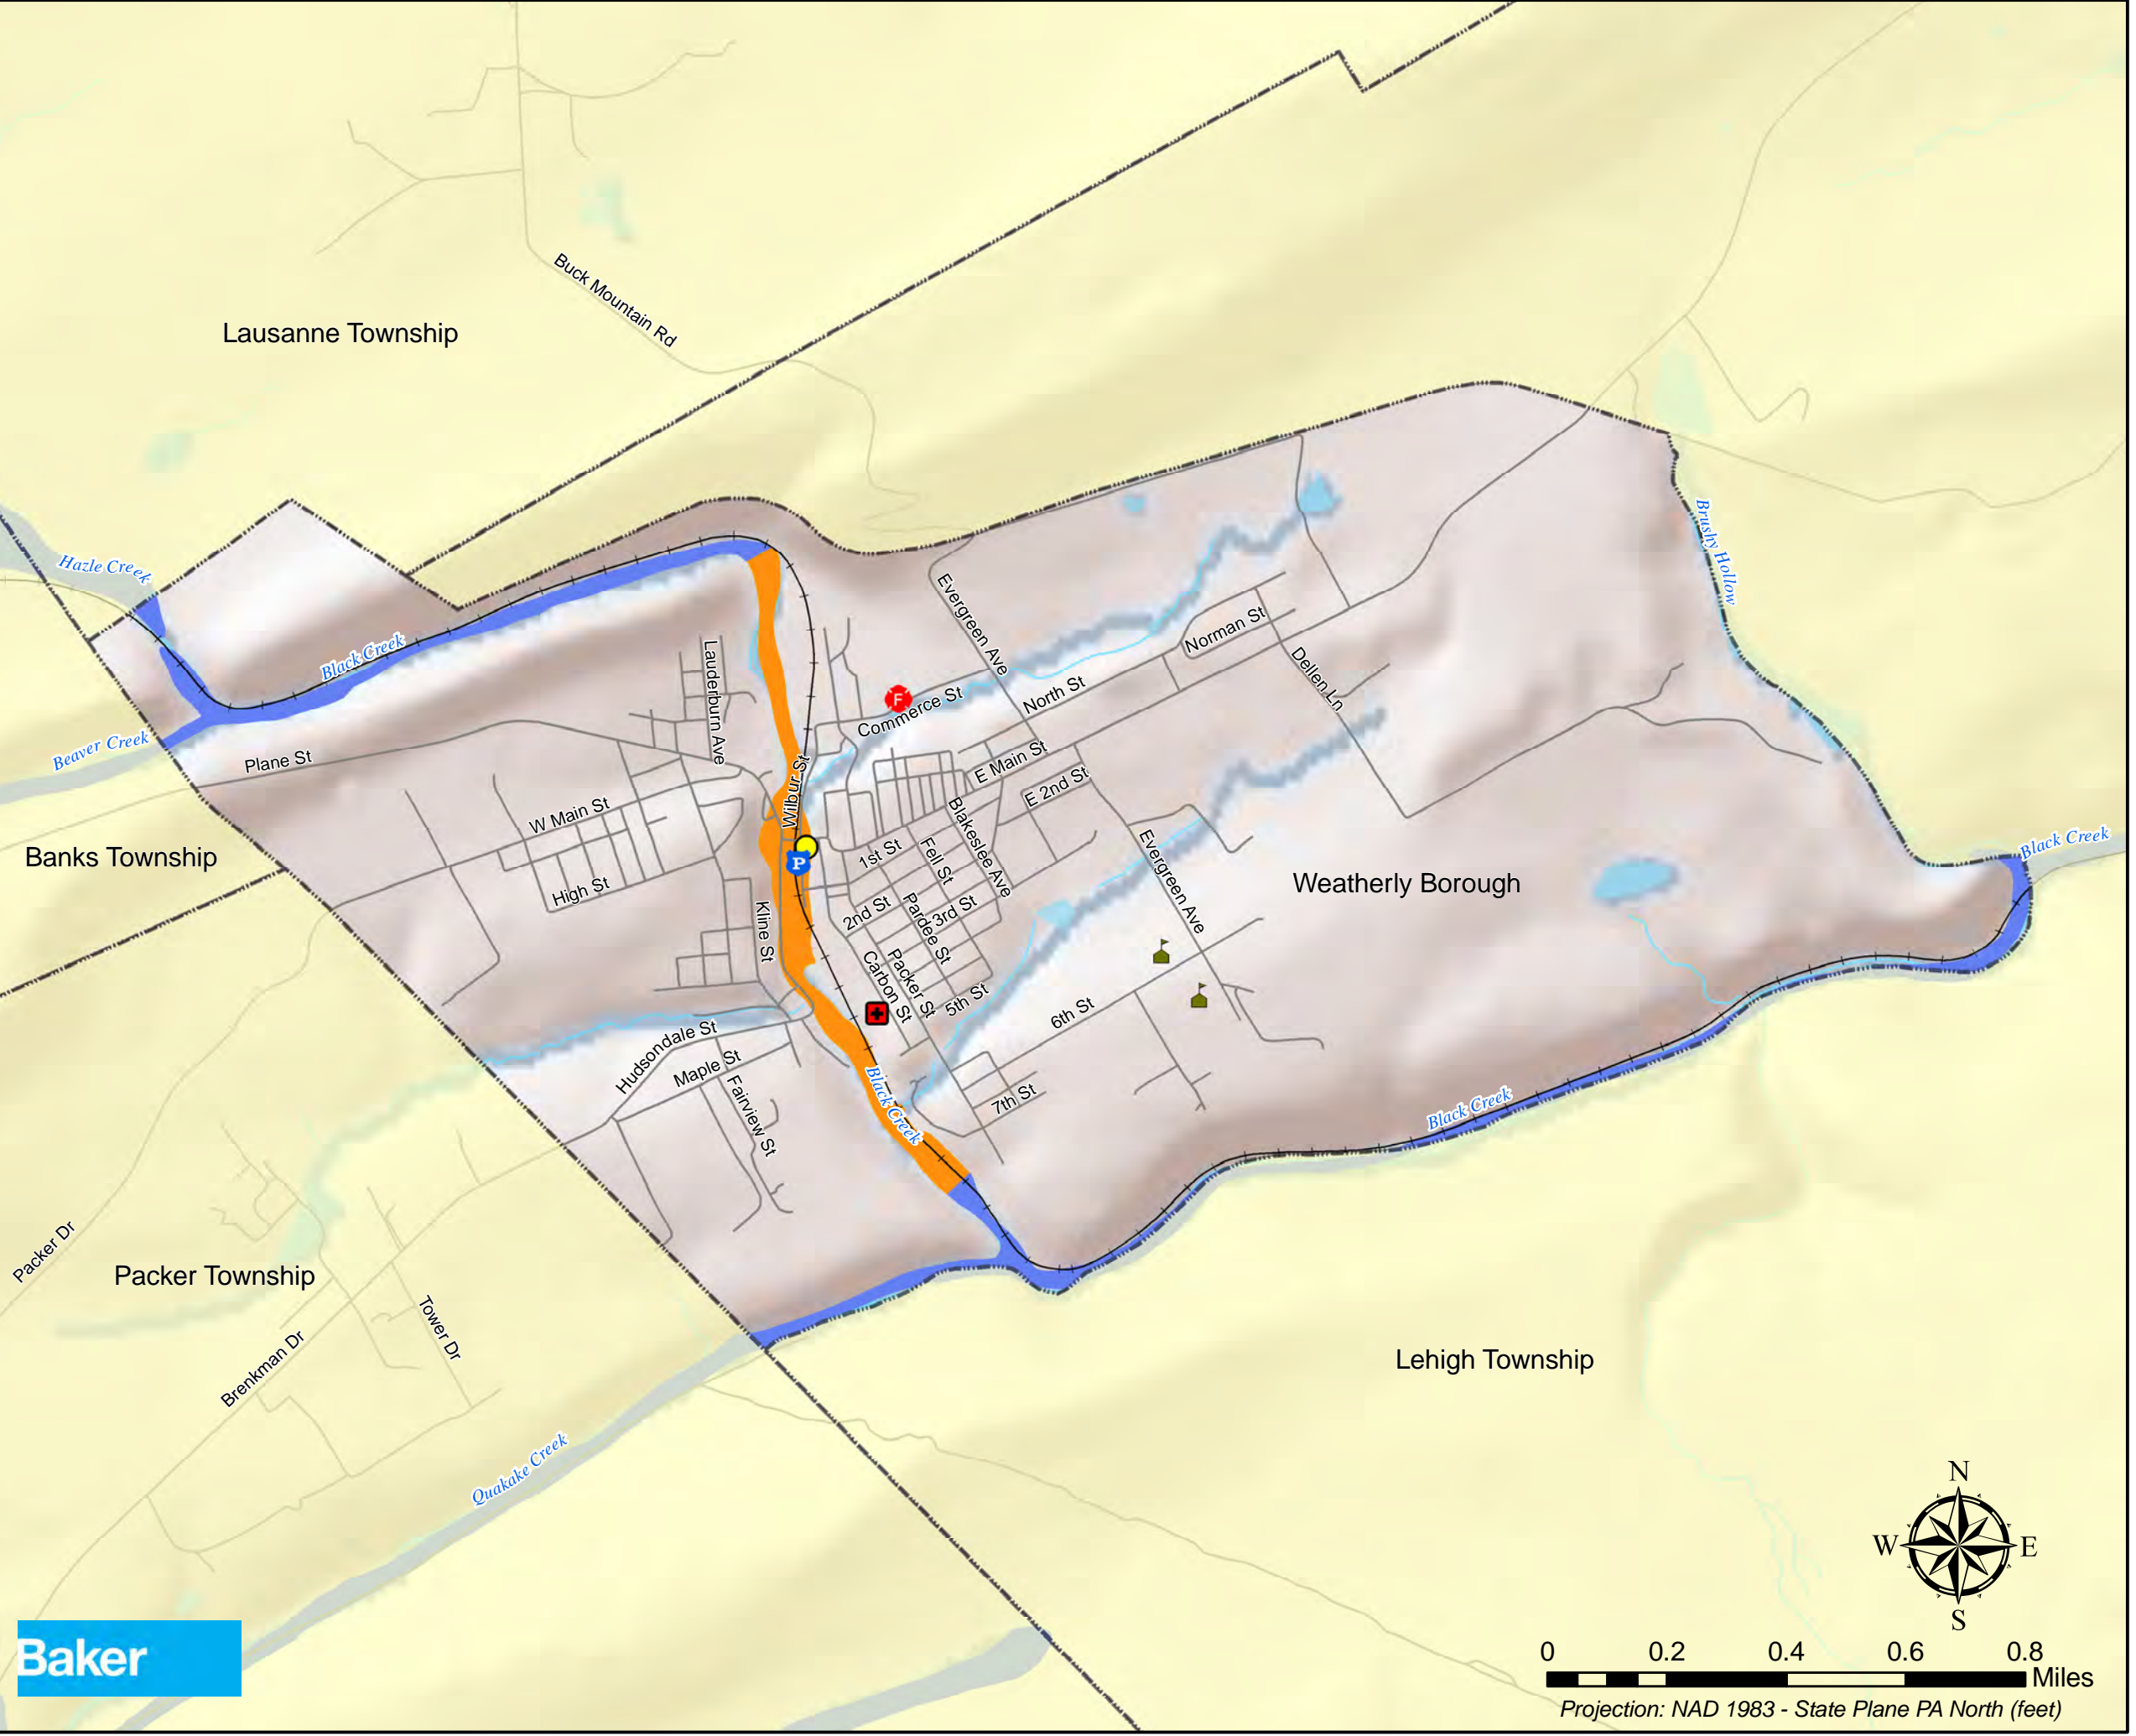 Buck Mountain Rd
Lausanne Township
Hazle Creek
Brushy Hollow
Evergreen Ave
Black Creek
Norman St
Lauderburn Ave
Dellen Ln
North St
Commerce St
F
Beaver Creek
Plane St
E Main St
Wilbur St
E 2nd St
W Main St
Blakeslee Ave
Banks Township
1st St
Fell St
P
Evergreen Ave
Black Creek
Weatherly Borough
High St
2nd St
3rd St
Pardee St
Kline St
Packer St
Carbon St
5th St
6th St
Hudsondale St
Maple St
Fairview St
Black Creek
7th St
Black Creek
Packer Dr
Packer Township
Tower Dr
Brenkman Dr
Lehigh Township
Quakake Creek
N
W E
S
Baker
0 0.2 0.4 0.6 0.8
Miles
Projection: NAD 1983 - State Plane PA North (feet)